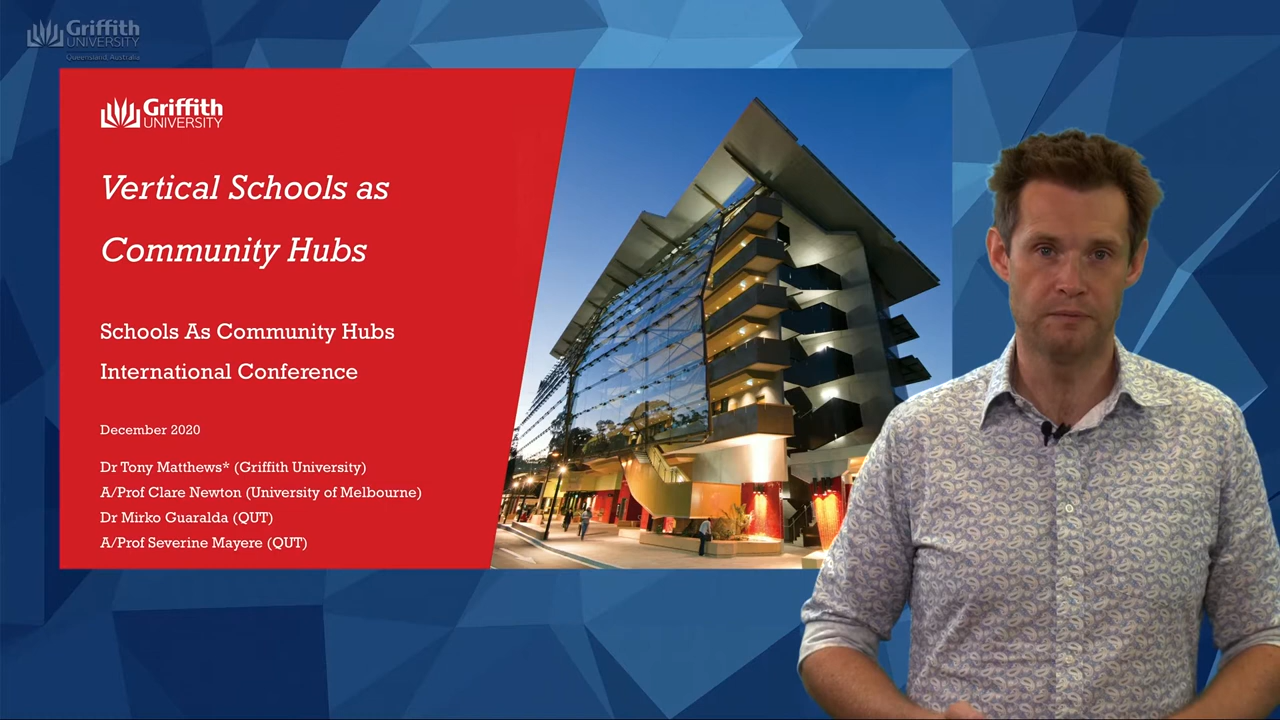 Griffith
UNIVERSITY
Queensland Australia
Griffith
UNIVERSITY
Vertical Schools as
Community Hubs
Schools As Community Hubs
International Conference
December 2020
Dr Tony Matthews* (Griffith University)
A/Prof Clare Newton (University of Melbourne)
Dr Mirko Guaralda (QUT)
A/Prof Severine Mayere (QUT)